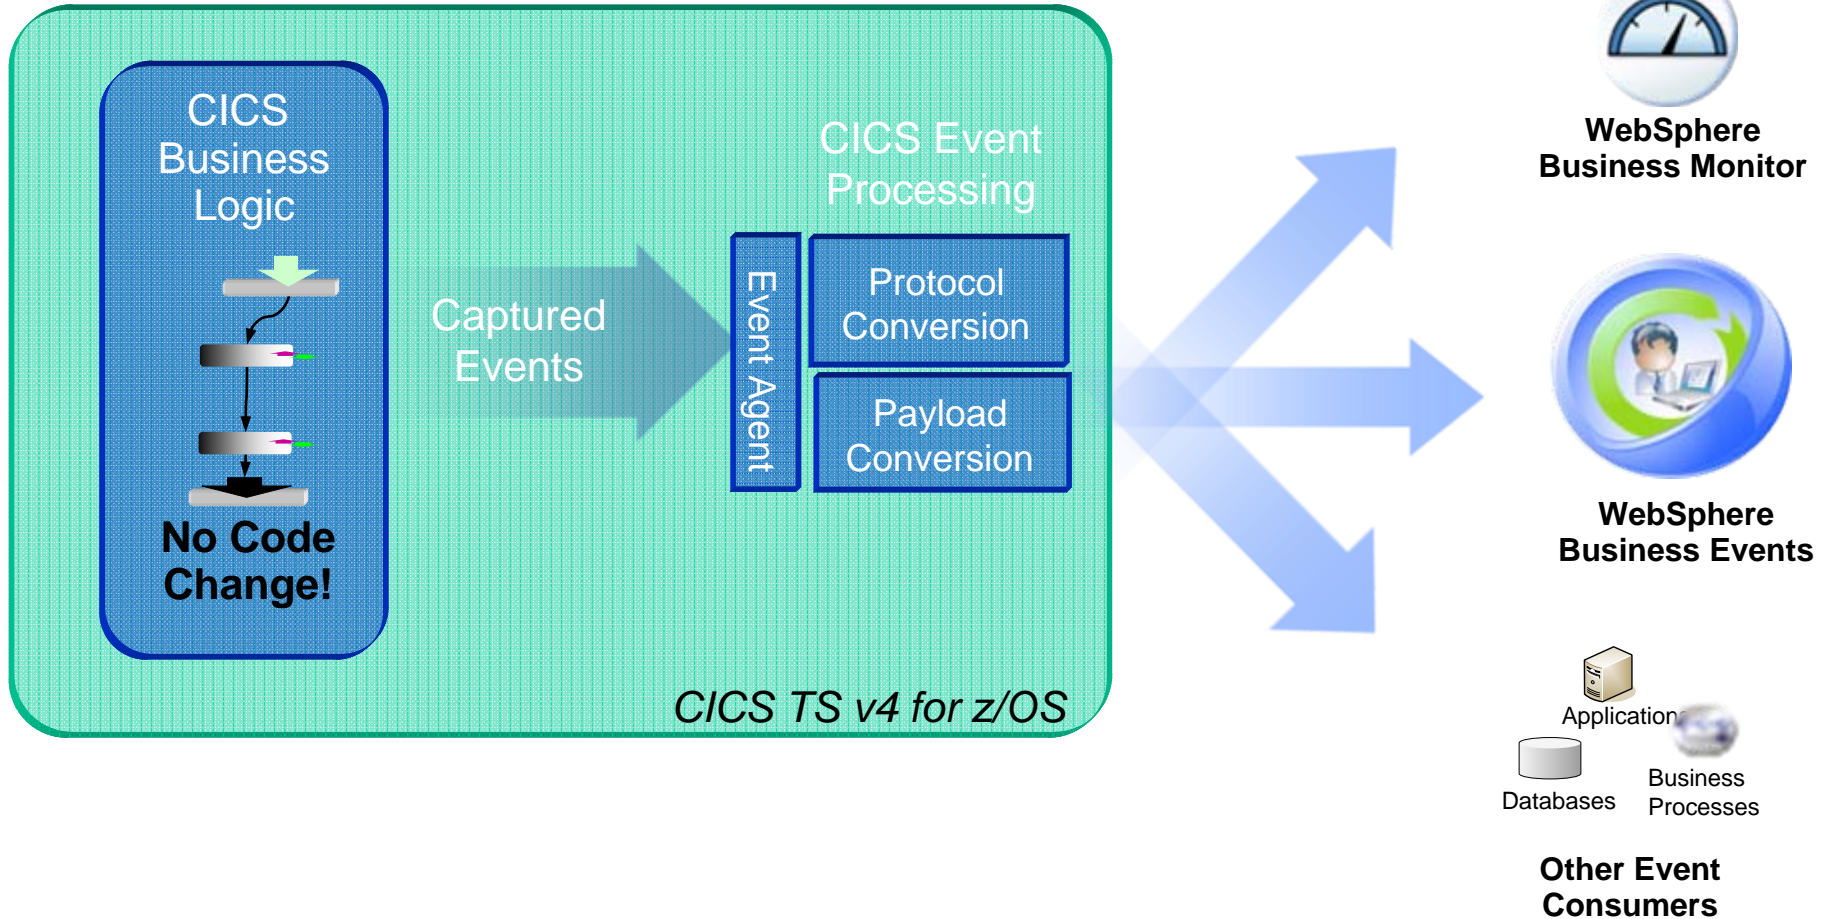 CICS
Business
Logic
No Code
Change!
Captured
Events
CICS Event
Processing
Event Agent
Protocol
Conversion
Payload
Conversion
CICS TS v4 for z/OS
WebSphere
Business Monitor
WebSphere
Business Events
Application
Databases
Business
Processes
Other Event
Consumers